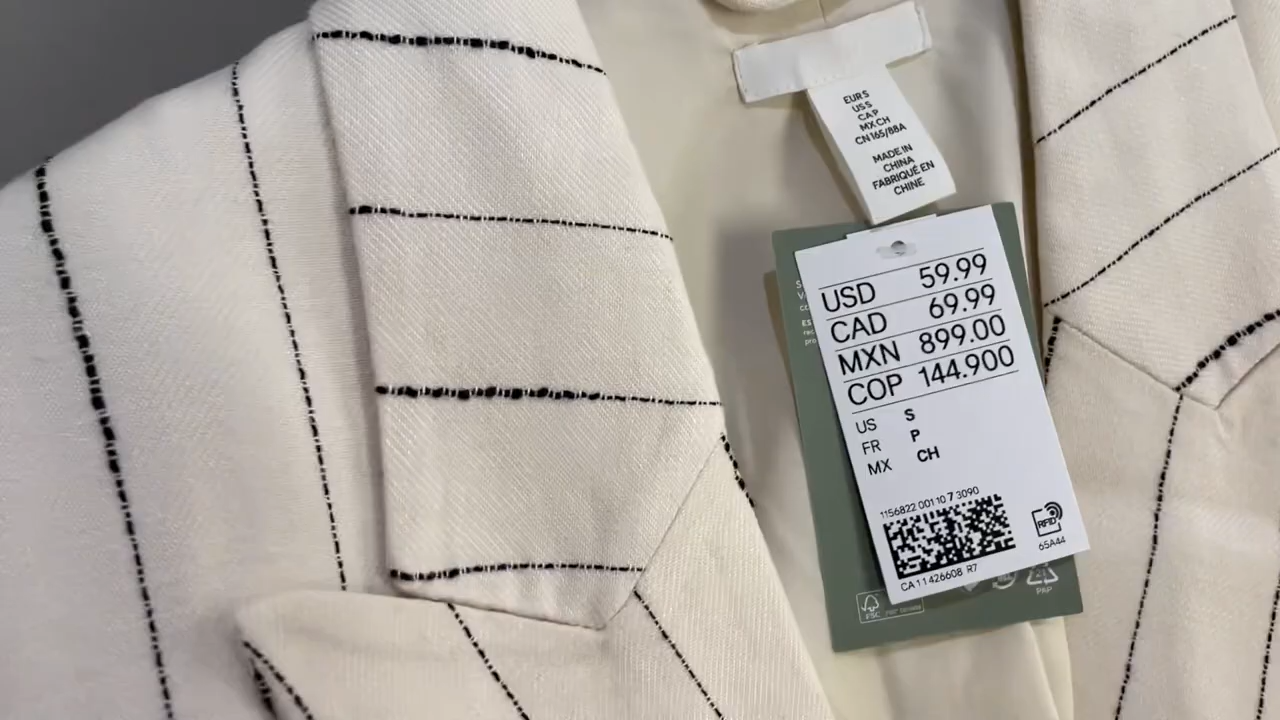 EUR S
US S
CA P
MX CH
CN 165/88A
MADE IN
CHINA
FABRIQUÉ EN
CHINE
USD 59.99
CAD 69.99
MXN 899.00
COP 144.900
US S
FR P
MX CH
1156822 001 10 7 3090
RFID
65A44
CA 11426608 R7
FSC
PAP